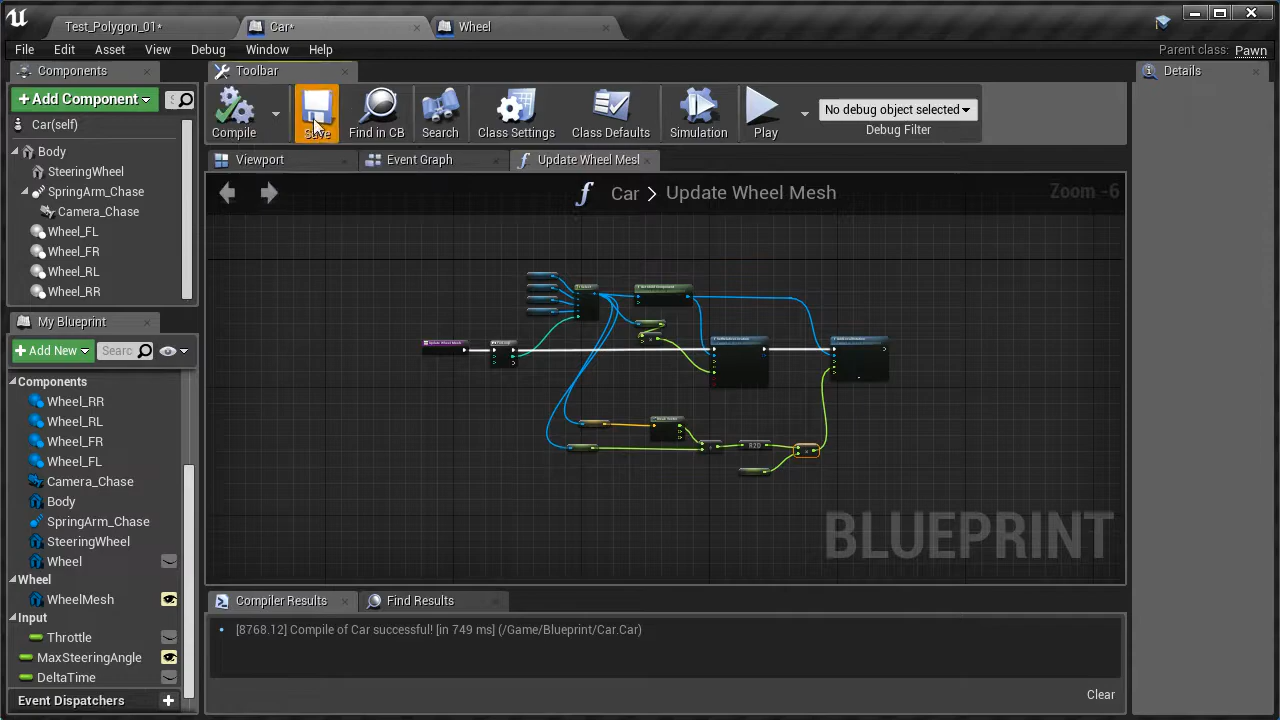 Test_Polygon_01*
Car*
Wheel
File Edit Asset View Debug Window Help
Parent class: Pawn
Components
Toolbar
Details
+ Add Component
Car(self)
Body
SteeringWheel
SpringArm_Chase
Camera_Chase
Wheel_FL
Wheel_FR
Wheel_RL
Wheel_RR
Compile
Save
Find in CB
Search
Class Settings
Class Defaults
Simulation
Play
No debug object selected
Debug Filter
Viewport
Event Graph
Update Wheel Mesl
Car > Update Wheel Mesh
Zoom -6
R2D
BLUEPRINT
My Blueprint
+ Add New
Searc
Components
Wheel_RR
Wheel_RL
Wheel_FR
Wheel_FL
Camera_Chase
Body
SpringArm_Chase
SteeringWheel
Wheel
Wheel
WheelMesh
Input
Throttle
MaxSteeringAngle
DeltaTime
Event Dispatchers
Compiler Results
Find Results
[8768.12] Compile of Car successful! [in 749 ms] (/Game/Blueprint/Car.Car)
Clear